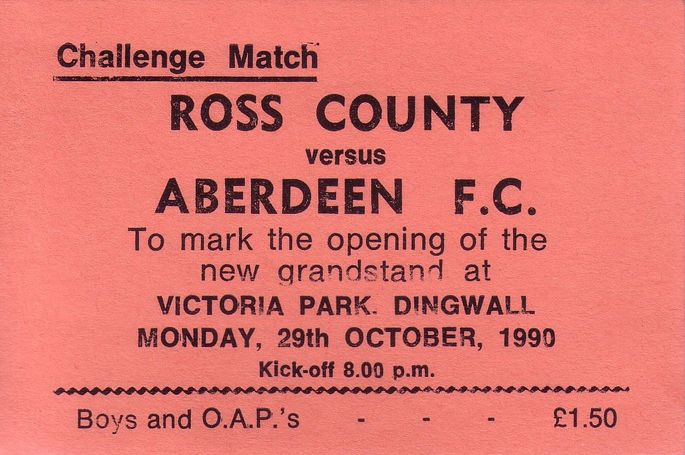 Challenge Match
ROSS COUNTY
versus
ABERDEEN F.C.
To mark the opening of the
new grandstand at
VICTORIA PARK. DINGWALL
MONDAY, 29th OCTOBER, 1990
Kick-off 8.00 p.m.
Boys and O.A.P.'s - - - £1.50